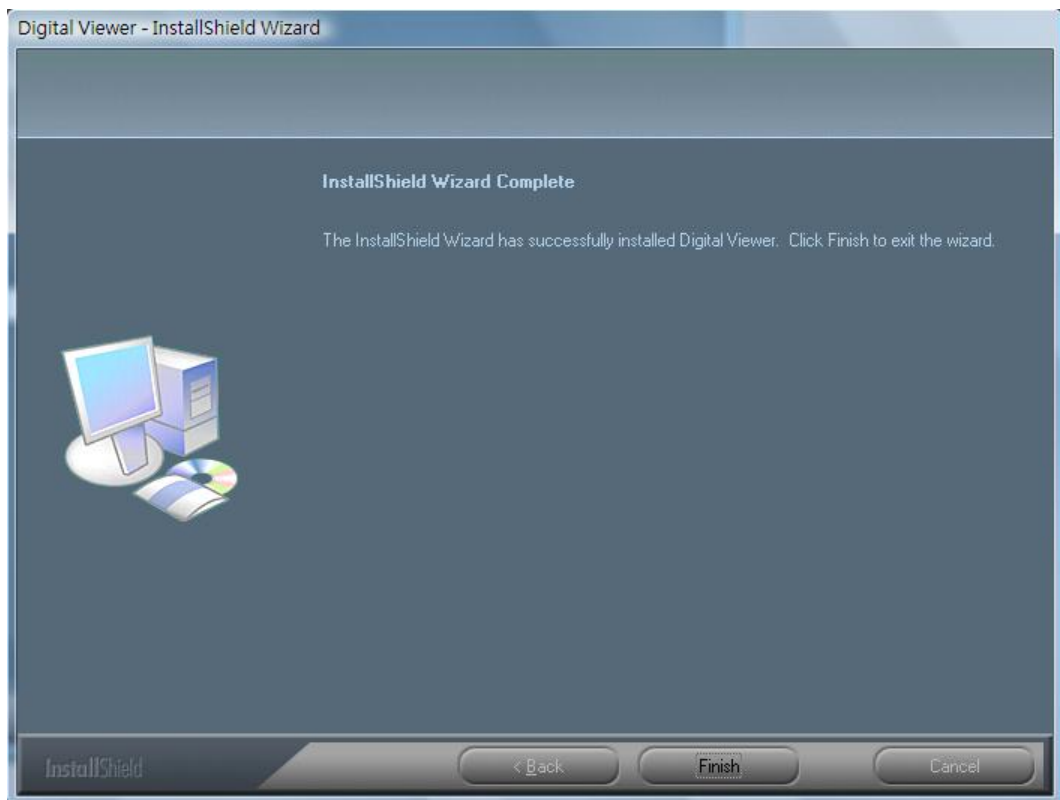 Digital Viewer - InstallShield Wizard
InstallShield Wizard Complete
The InstallShield Wizard has successfully installed Digital Viewer.  Click Finish to exit the wizard.
InstallShield
< Back
Finish
Cancel